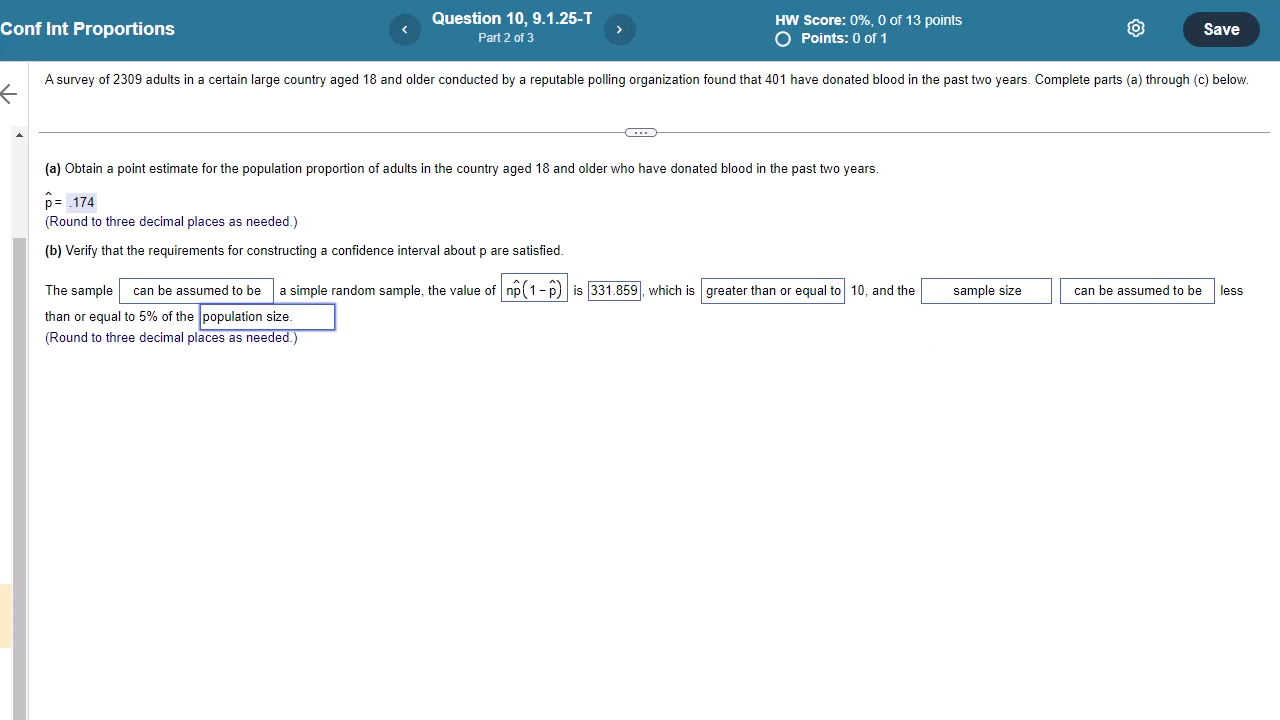 Conf Int Proportions
Question 10, 9.1.25-T
Part 2 of 3
HW Score: 0%, 0 of 13 points
Points: 0 of 1
Save
A survey of 2309 adults in a certain large country aged 18 and older conducted by a reputable polling organization found that 401 have donated blood in the past two years. Complete parts (a) through (c) below.
(a) Obtain a point estimate for the population proportion of adults in the country aged 18 and older who have donated blood in the past two years.
p̂ = .174
(Round to three decimal places as needed.)
(b) Verify that the requirements for constructing a confidence interval about p are satisfied.
The sample can be assumed to be a simple random sample, the value of np̂(1 − p̂) is 331.859, which is greater than or equal to 10, and the sample size can be assumed to be less
than or equal to 5% of the population size.
(Round to three decimal places as needed.)